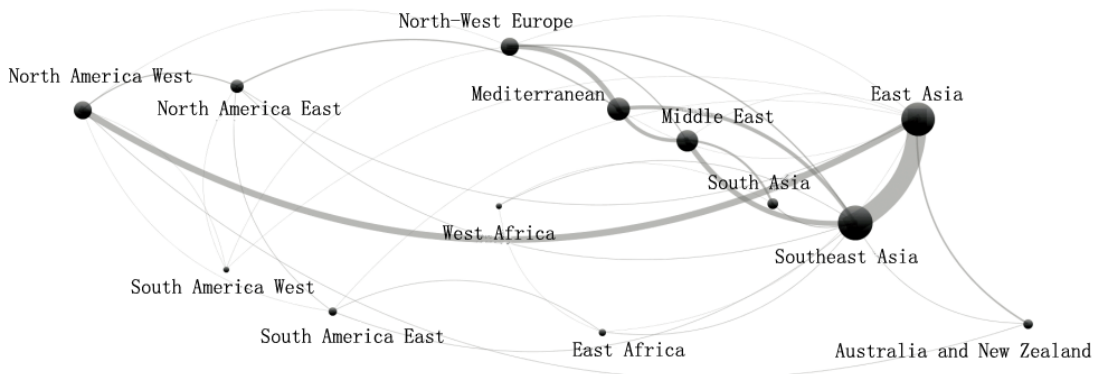 North-West Europe
North America West
North America East
Mediterranean
East Asia
Middle East
South Asia
West Africa
Southeast Asia
South America West
South America East
East Africa
Australia and New Zealand